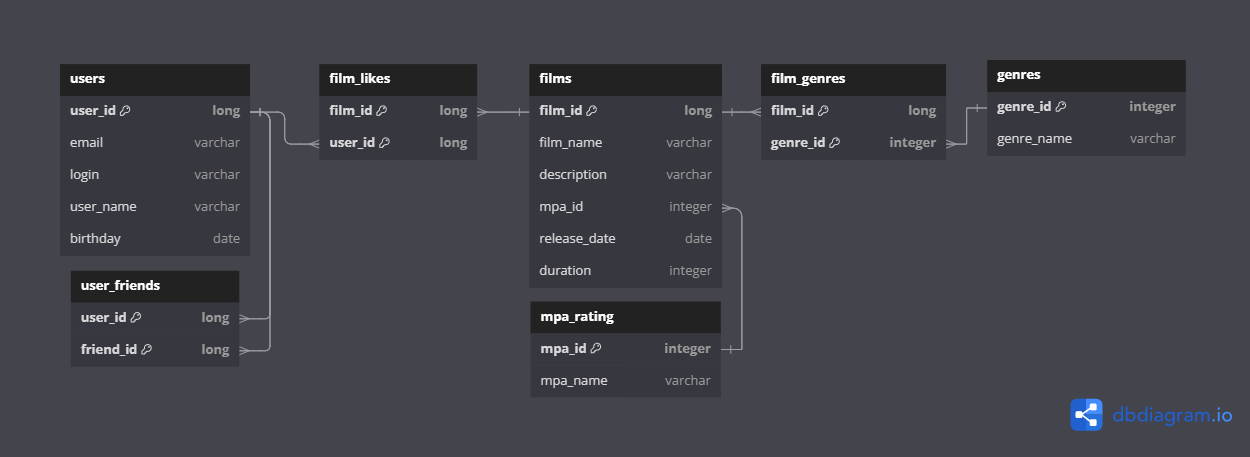 users
user_id long
email varchar
login varchar
user_name varchar
birthday date
user_friends
user_id long
friend_id long
film_likes
film_id long
user_id long
films
film_id long
film_name varchar
description varchar
mpa_id integer
release_date date
duration integer
mpa_rating
mpa_id integer
mpa_name varchar
film_genres
film_id long
genre_id integer
genres
genre_id integer
genre_name varchar
dbdiagram.io